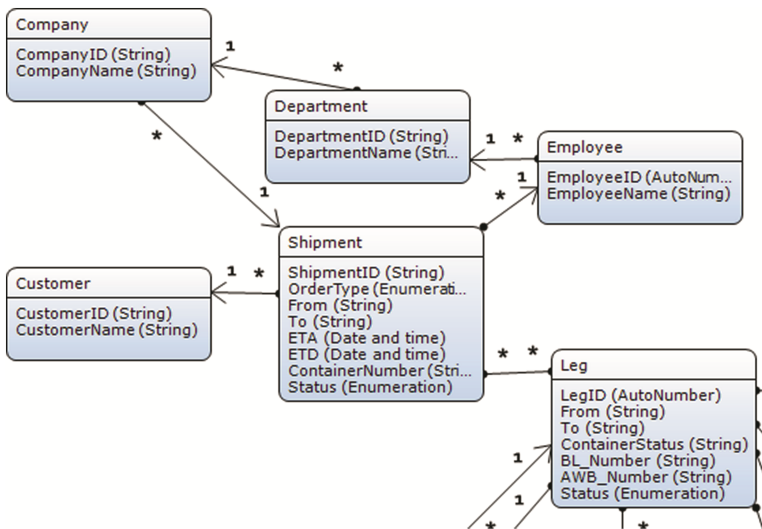 Company
CompanyID (String)
CompanyName (String)
1
*
*
1
Department
DepartmentID (String)
DepartmentName (Stri...
1
*
Employee
EmployeeID (AutoNum...
EmployeeName (String)
1
*
Shipment
ShipmentID (String)
OrderType (Enumerati...
From (String)
To (String)
ETA (Date and time)
ETD (Date and time)
ContainerNumber (Stri...
Status (Enumeration)
Customer
CustomerID (String)
CustomerName (String)
1
*
*
*
Leg
LegID (AutoNumber)
From (String)
To (String)
ContainerStatus (String)
BL_Number (String)
AWB_Number (String)
Status (Enumeration)
1
1
*
*